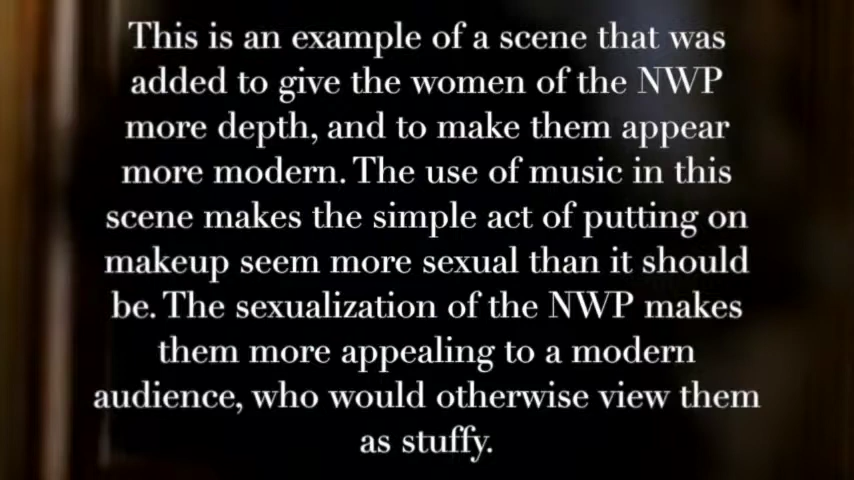 This is an example of a scene that was
added to give the women of the NWP
more depth, and to make them appear
more modern. The use of music in this
scene makes the simple act of putting on
makeup seem more sexual than it should
be. The sexualization of the NWP makes
them more appealing to a modern
audience, who would otherwise view them
as stuffy.